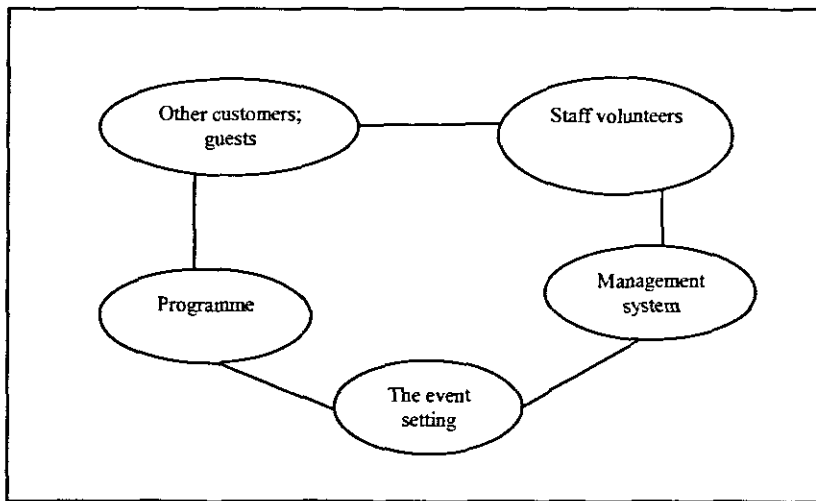 Other customers;
guests
Staff volunteers
Programme
Management
system
The event
setting